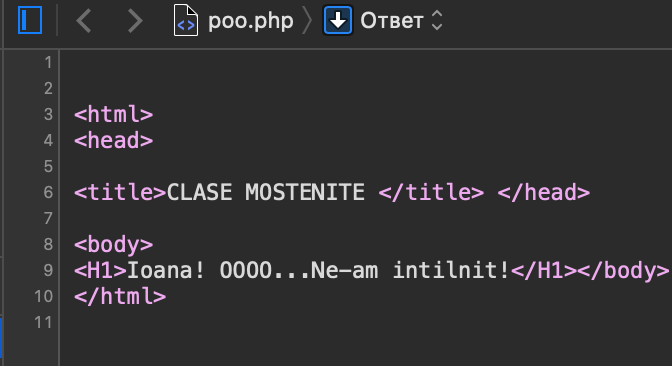 poo.php Ответ
1
2
3 <html>
4 <head>
5
6 <title>CLASE MOSTENITE </title> </head>
7
8 <body>
9 <H1>Ioana! OOOO...Ne-am intilnit!</H1></body>
10 </html>
11